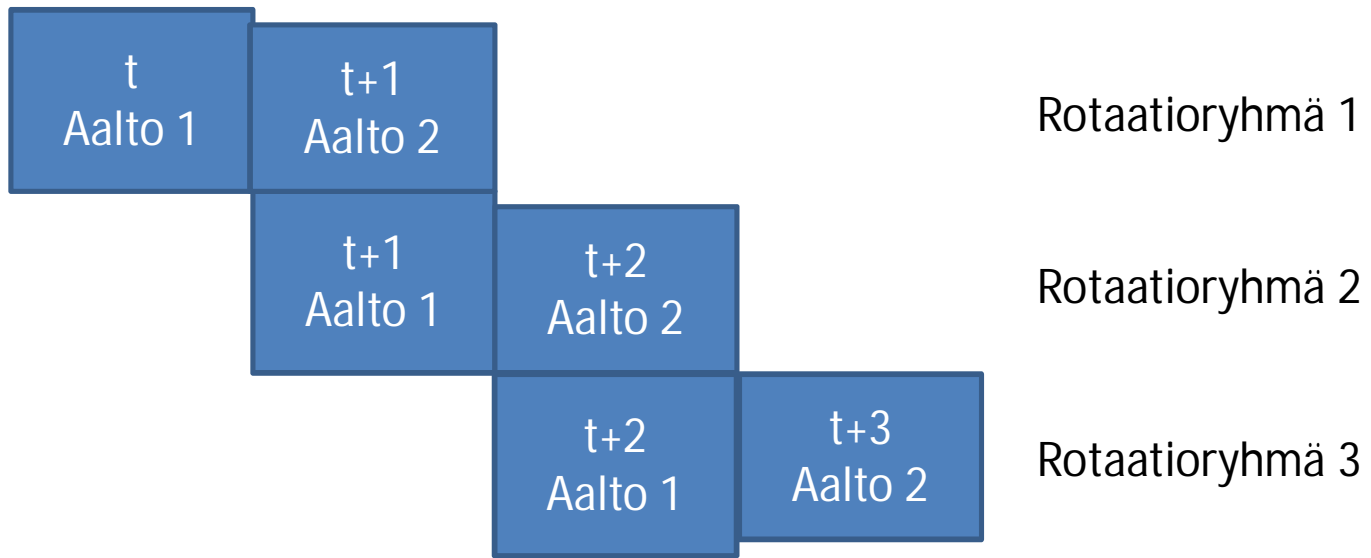 t
Aalto 1
t+1
Aalto 2
Rotaatioryhmä 1
t+1
Aalto 1
t+2
Aalto 2
Rotaatioryhmä 2
t+2
Aalto 1
t+3
Aalto 2
Rotaatioryhmä 3